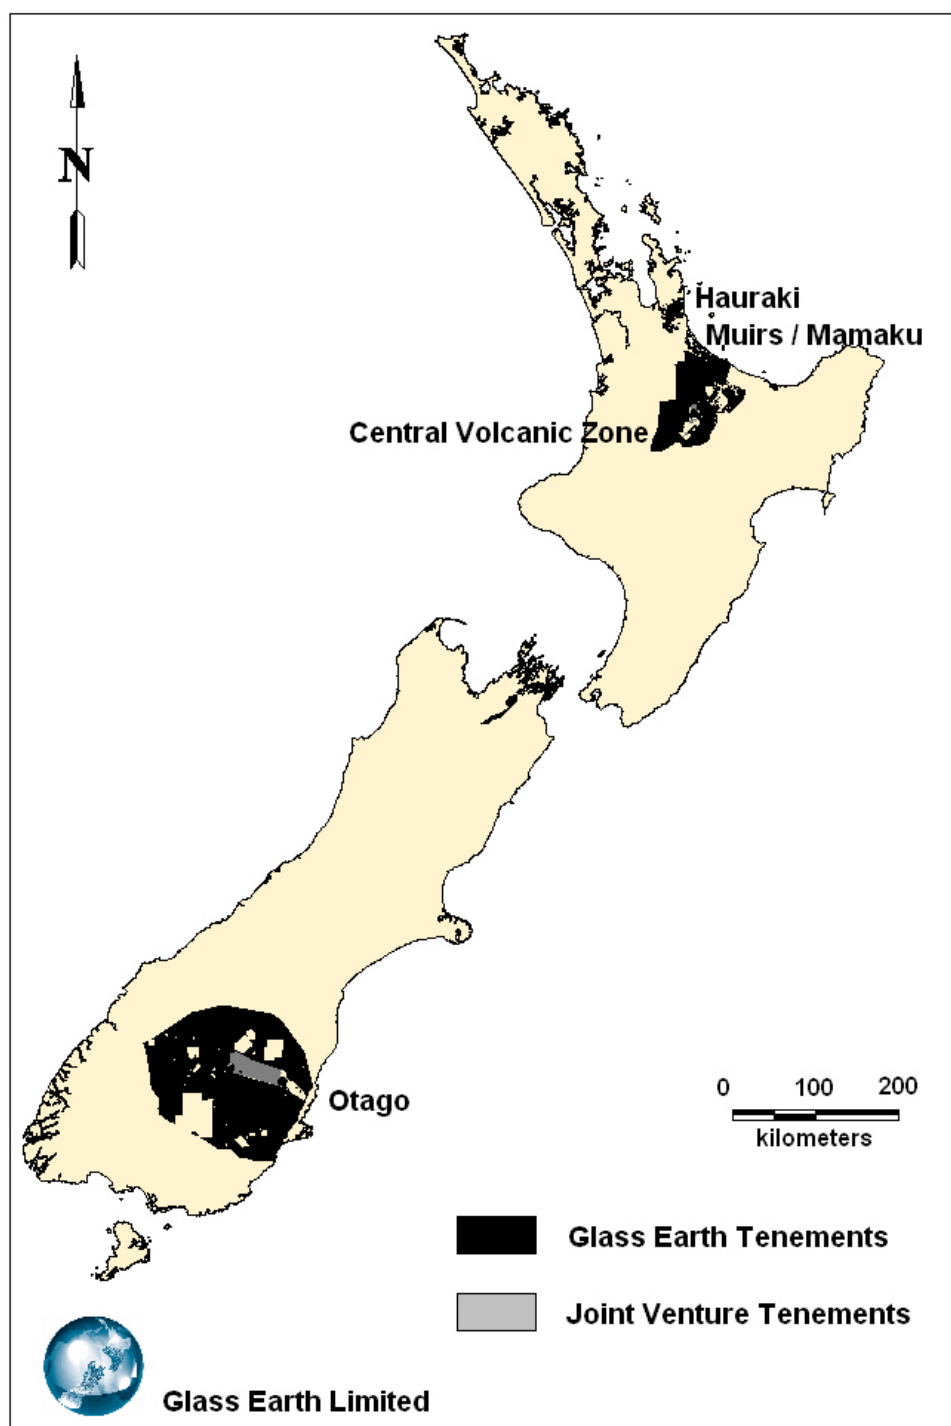 N
Hauraki
Muirs / Mamaku
Central Volcanic Zone
Otago
0 100 200
kilometers
Glass Earth Tenements
Joint Venture Tenements
Glass Earth Limited